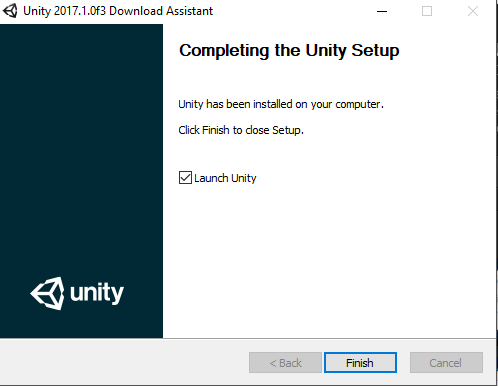 Unity 2017.1.0f3 Download Assistant
Completing the Unity Setup
Unity has been installed on your computer.
Click Finish to close Setup.
Launch Unity
unity
< Back
Finish
Cancel